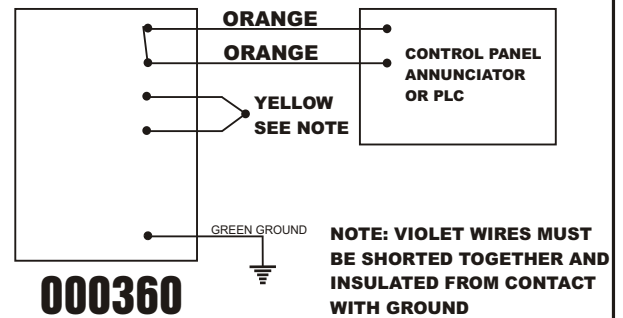 ORANGE
ORANGE
CONTROL PANEL
ANNUNCIATOR
OR PLC
YELLOW
SEE NOTE
GREEN GROUND
NOTE: VIOLET WIRES MUST
BE SHORTED TOGETHER AND
INSULATED FROM CONTACT
WITH GROUND
000360